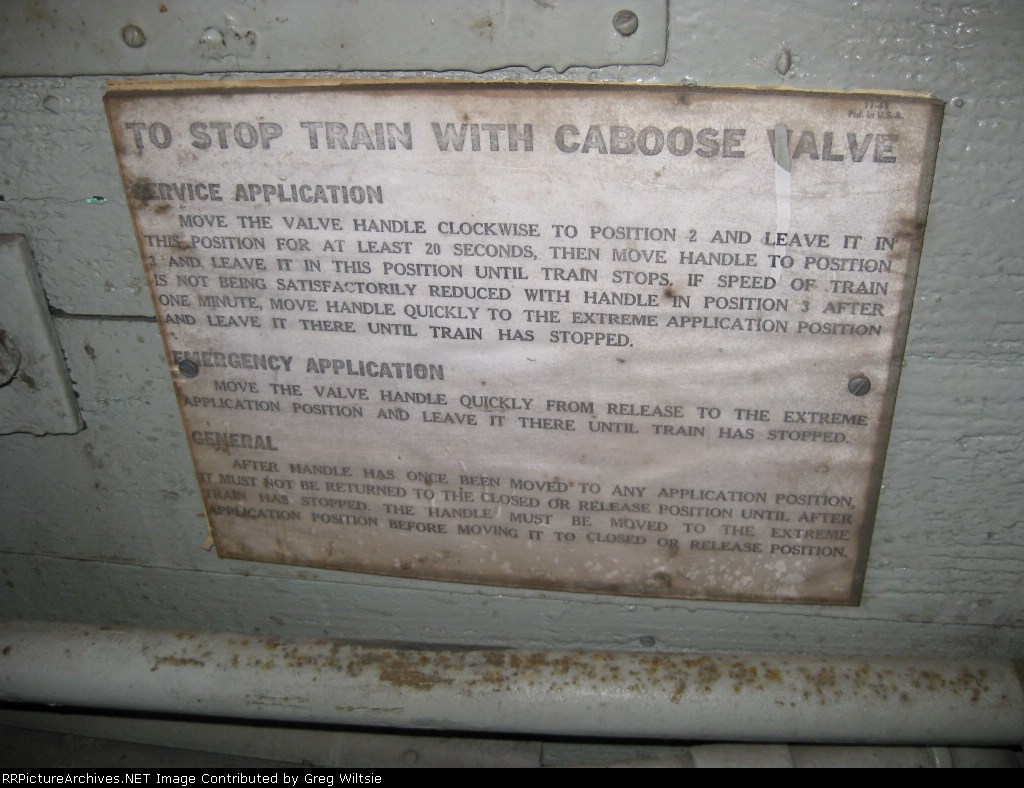 Ptd. in U.S.A.
TO STOP TRAIN WITH CABOOSE VALVE
SERVICE APPLICATION
MOVE THE VALVE HANDLE CLOCKWISE TO POSITION 2 AND LEAVE IT IN
THIS POSITION FOR AT LEAST 20 SECONDS, THEN MOVE HANDLE TO POSITION
3 AND LEAVE IT IN THIS POSITION UNTIL TRAIN STOPS. IF SPEED OF TRAIN
IS NOT BEING SATISFACTORILY REDUCED WITH HANDLE IN POSITION 3 AFTER
ONE MINUTE, MOVE HANDLE QUICKLY TO THE EXTREME APPLICATION POSITION
AND LEAVE IT THERE UNTIL TRAIN HAS STOPPED.
EMERGENCY APPLICATION
MOVE THE VALVE HANDLE QUICKLY FROM RELEASE TO THE EXTREME
APPLICATION POSITION AND LEAVE IT THERE UNTIL TRAIN HAS STOPPED.
GENERAL
AFTER HANDLE HAS ONCE BEEN MOVED TO ANY APPLICATION POSITION,
IT MUST NOT BE RETURNED TO THE CLOSED OR RELEASE POSITION UNTIL AFTER
TRAIN HAS STOPPED. THE HANDLE MUST BE MOVED TO THE EXTREME
APPLICATION POSITION BEFORE MOVING IT TO CLOSED OR RELEASE POSITION.
RRPictureArchives.NET Image Contributed by Greg Wiltsie